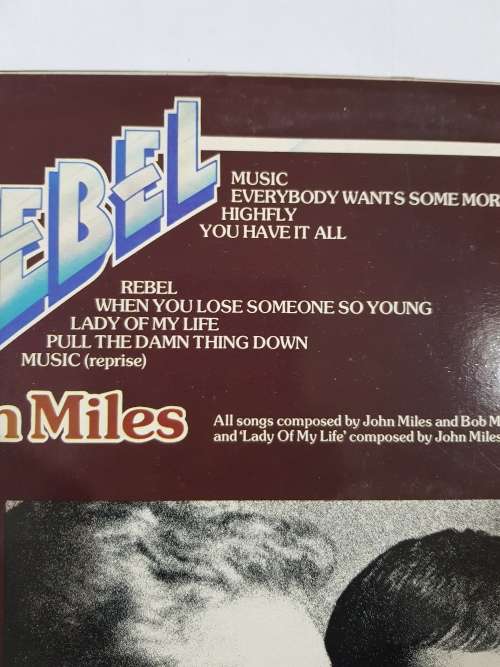 EBEL
MUSIC
EVERYBODY WANTS SOME MOR
HIGHFLY
YOU HAVE IT ALL
REBEL
WHEN YOU LOSE SOMEONE SO YOUNG
LADY OF MY LIFE
PULL THE DAMN THING DOWN
MUSIC (reprise)
n Miles
All songs composed by John Miles and Bob M
and 'Lady Of My Life' composed by John Miles